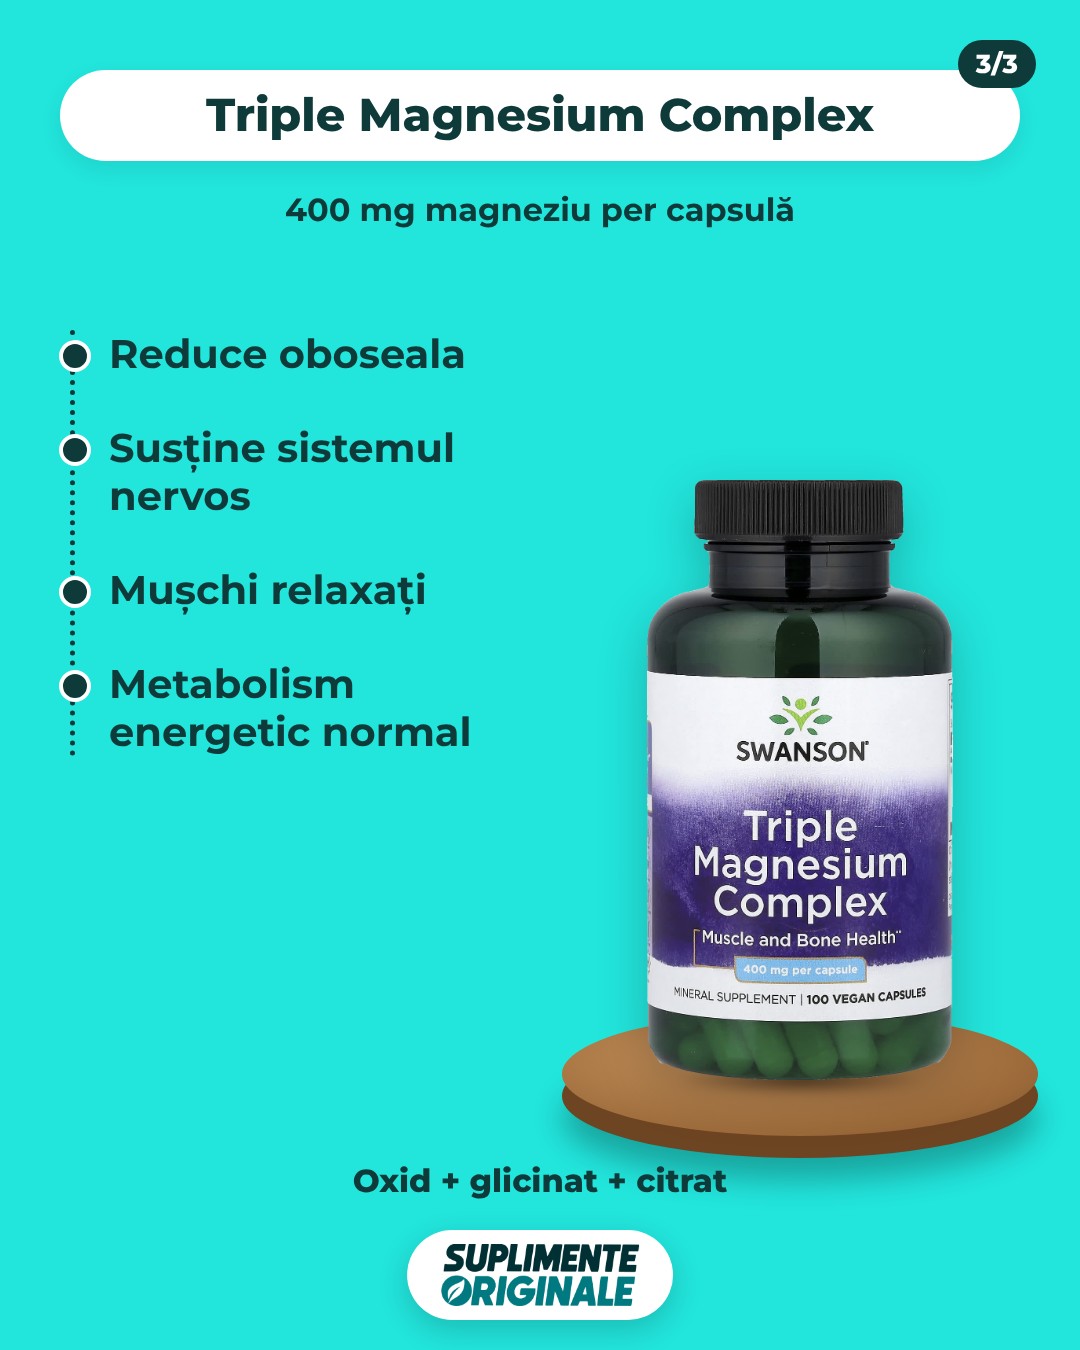 3/3
Triple Magnesium Complex
400 mg magneziu per capsulă
Reduce oboseala
Susține sistemul
nervos
Mușchi relaxați
Metabolism
energetic normal
SWANSON
Triple
Magnesium
Complex
Muscle and Bone Health
400 mg per capsule
MINERAL SUPPLEMENT | 100 VEGAN CAPSULES
Oxid + glicinat + citrat
SUPLIMENTE
ORIGINALE